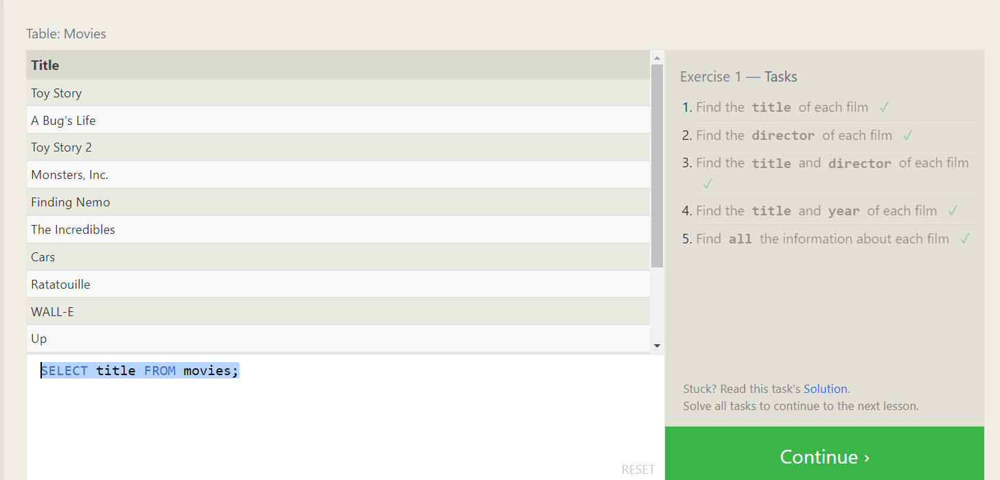 Table: Movies
Title
Toy Story
A Bug's Life
Toy Story 2
Monsters, Inc.
Finding Nemo
The Incredibles
Cars
Ratatouille
WALL-E
Up
SELECT title FROM movies;
RESET
Exercise 1 — Tasks
1. Find the title of each film ✓
2. Find the director of each film ✓
3. Find the title and director of each film
✓
4. Find the title and year of each film ✓
5. Find all the information about each film ✓
Stuck? Read this task's Solution.
Solve all tasks to continue to the next lesson.
Continue ›